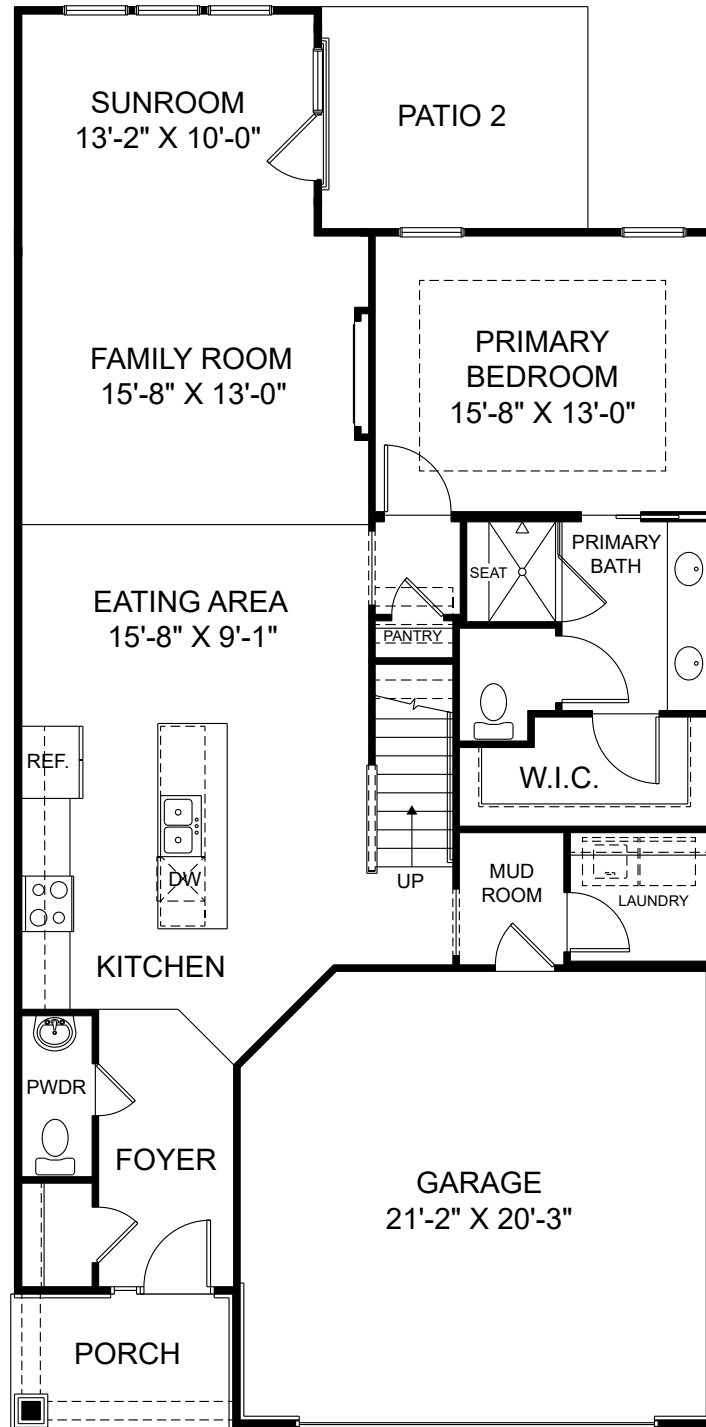 SUNROOM
13'-2" X 10'-0"
PATIO 2
FAMILY ROOM
15'-8" X 13'-0"
PRIMARY
BEDROOM
15'-8" X 13'-0"
SEAT
PRIMARY
BATH
EATING AREA
15'-8" X 9'-1"
PANTRY
REF.
W.I.C.
DW
UP
MUD
ROOM
LAUNDRY
KITCHEN
PWDR
FOYER
GARAGE
21'-2" X 20'-3"
PORCH